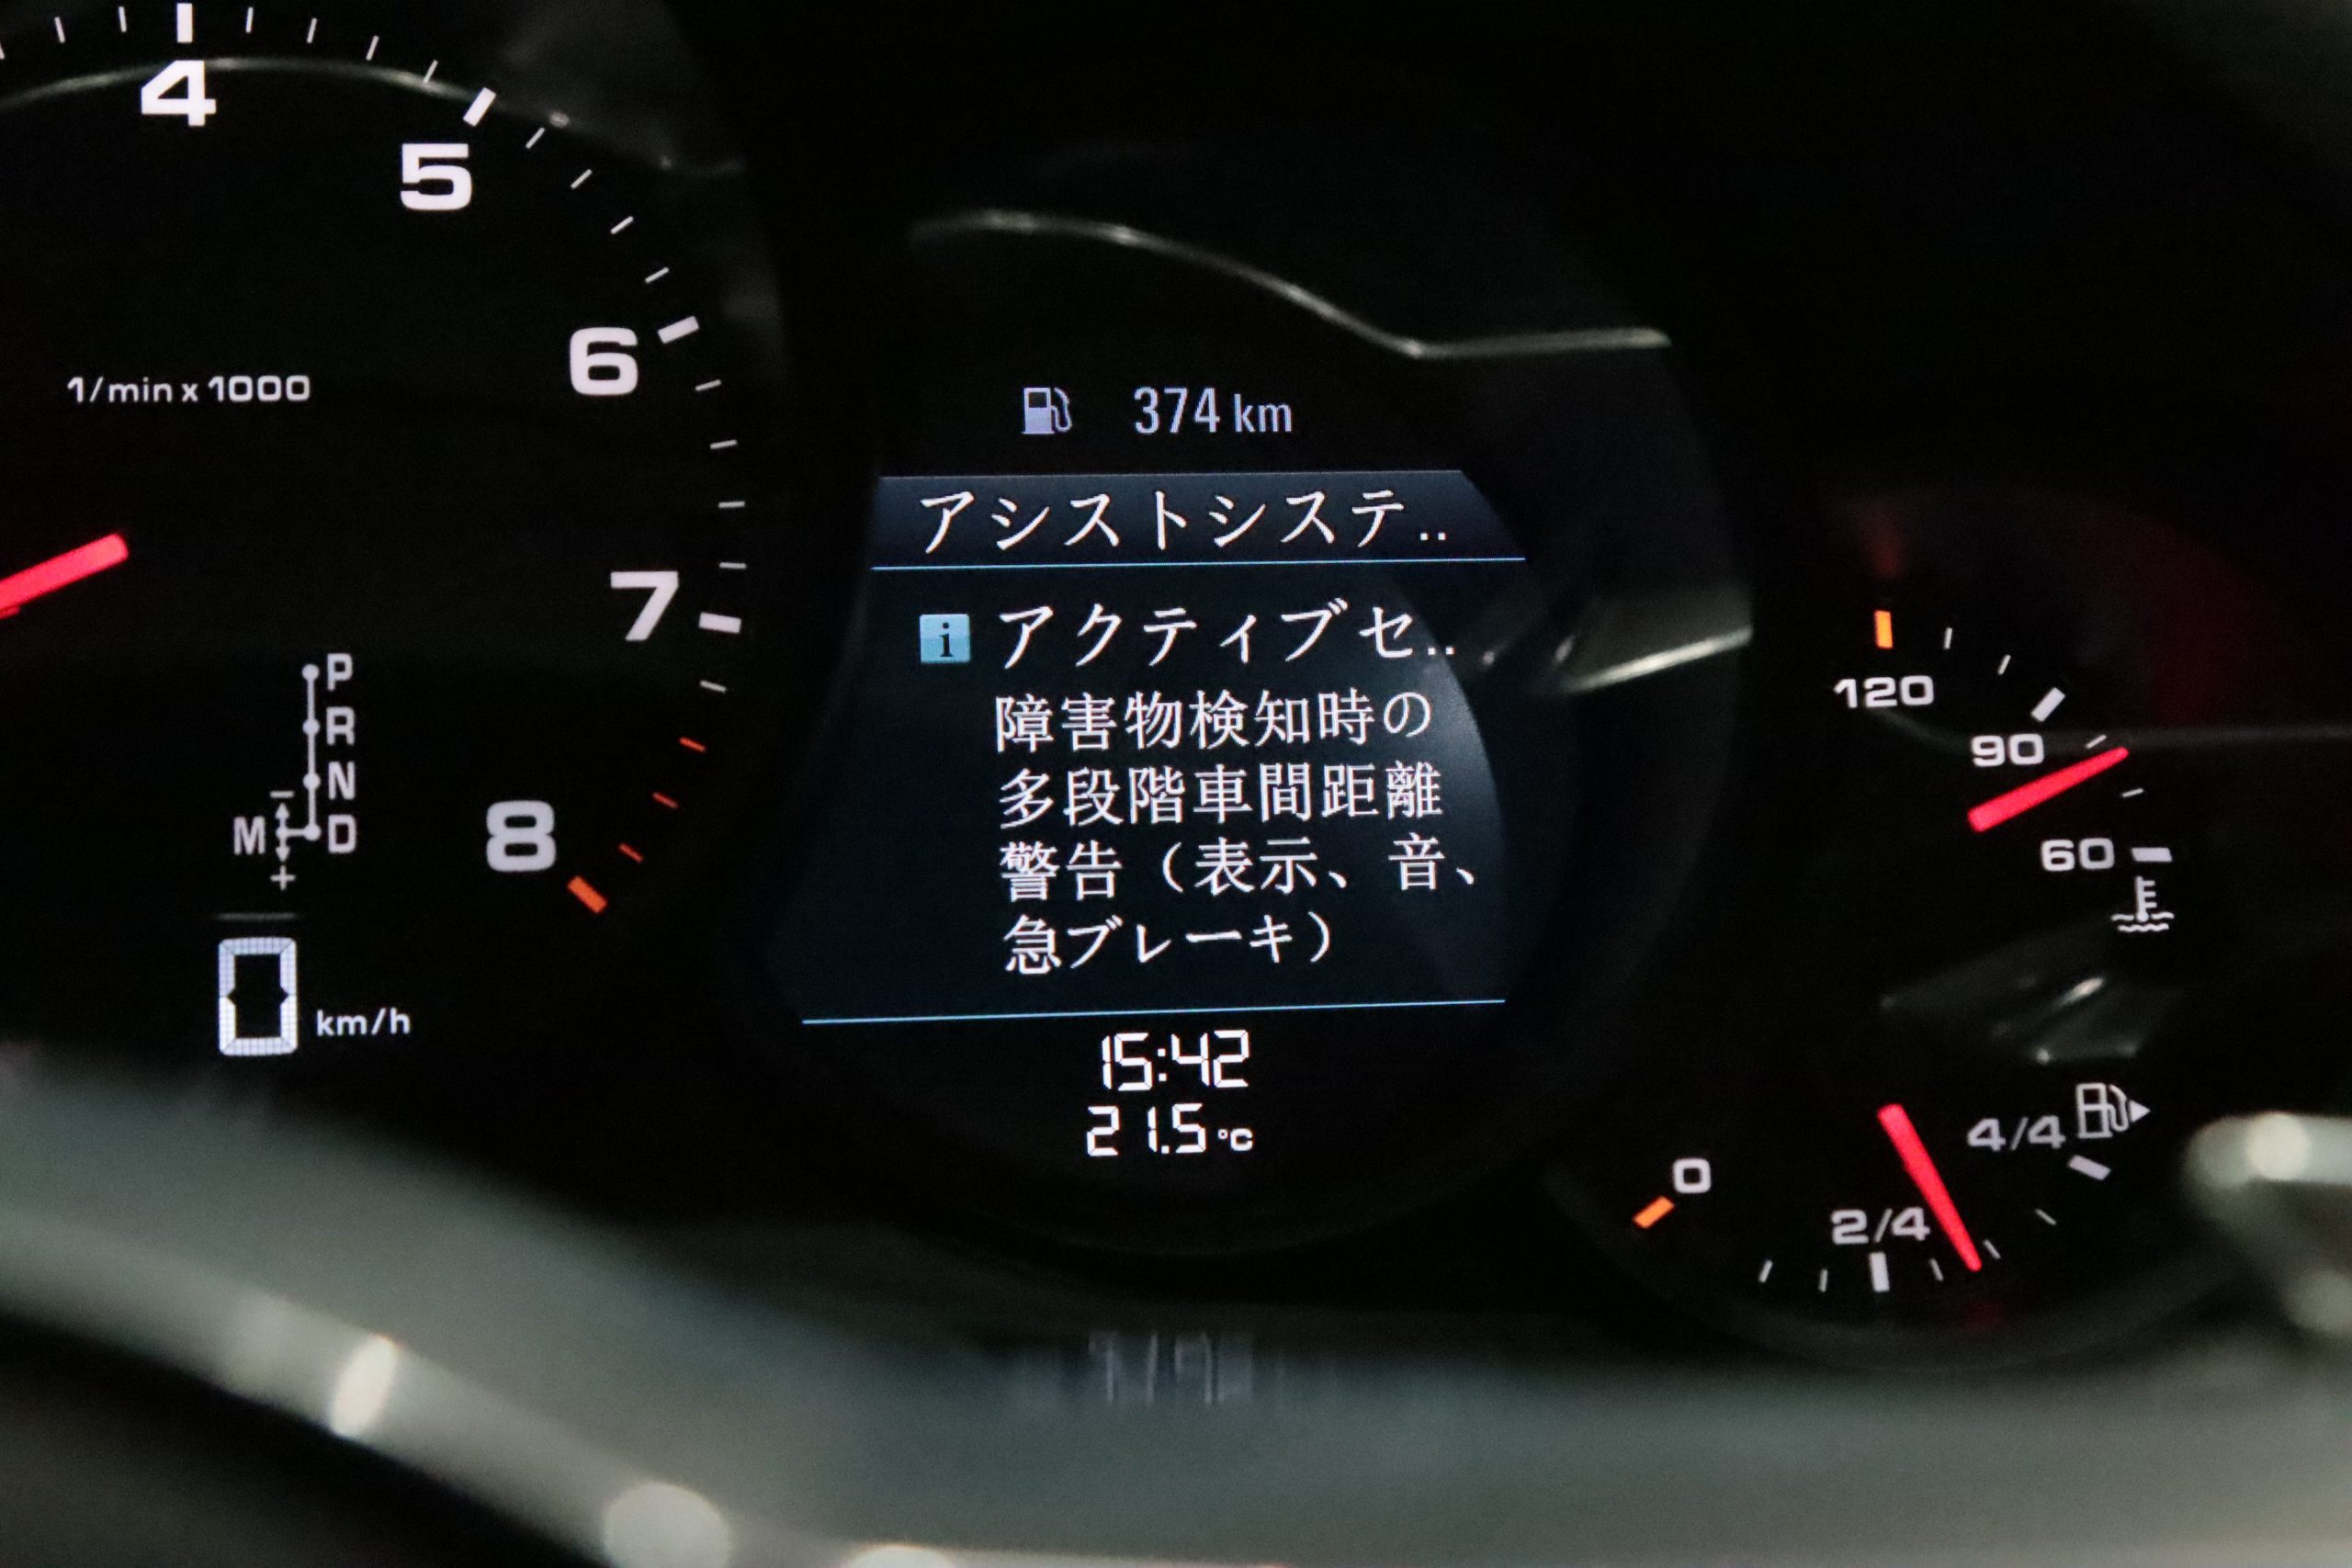 4
5
6
1/min x 1000
7
8
P
R
N
M D
−
+
0 km/h
374 km
アシストシステ..
i アクティブセ..
障害物検知時の
多段階車間距離
警告（表示、音、
急ブレーキ）
15:42
21.5 °C
120
90
60
4/4
2/4
0